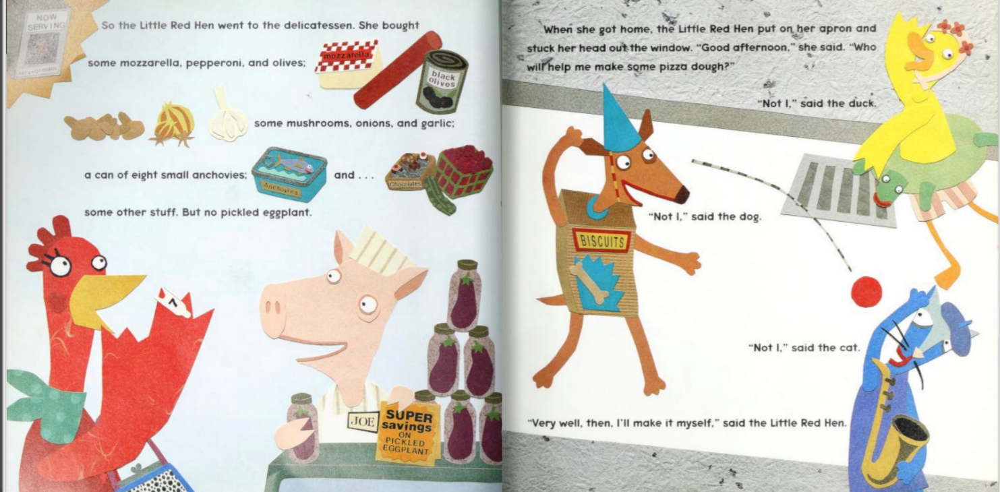 NOW
SERVING
So the Little Red Hen went to the delicatessen. She bought
some mozzarella, pepperoni, and olives;
mozzarella
black
olives
some mushrooms, onions, and garlic;
a can of eight small anchovies;
Anchovies
and . . .
Chocolates
some other stuff. But no pickled eggplant.
7
JOE
SUPER
savings
ON
PICKLED
EGGPLANT
When she got home, the Little Red Hen put on her apron and
stuck her head out the window. “Good afternoon,” she said. “Who
will help me make some pizza dough?”
“Not I,” said the duck.
“Not I,” said the dog.
BISCUITS
“Not I,” said the cat.
“Very well, then, I’ll make it myself,” said the Little Red Hen.